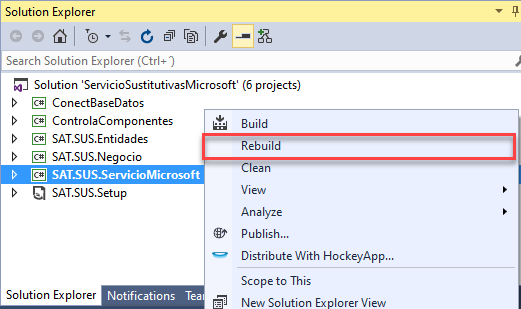 Solution Explorer
Search Solution Explorer (Ctrl+´)
Solution 'ServicioSustitutivasMicrosoft' (6 projects)
C# ConectBaseDatos
C# ControlaComponentes
C# SAT.SUS.Entidades
C# SAT.SUS.Negocio
C# SAT.SUS.ServicioMicrosoft
SAT.SUS.Setup
Build
Rebuild
Clean
View
Analyze
Publish...
Distribute With HockeyApp...
Scope to This
New Solution Explorer View
Solution Explorer Notifications Tea